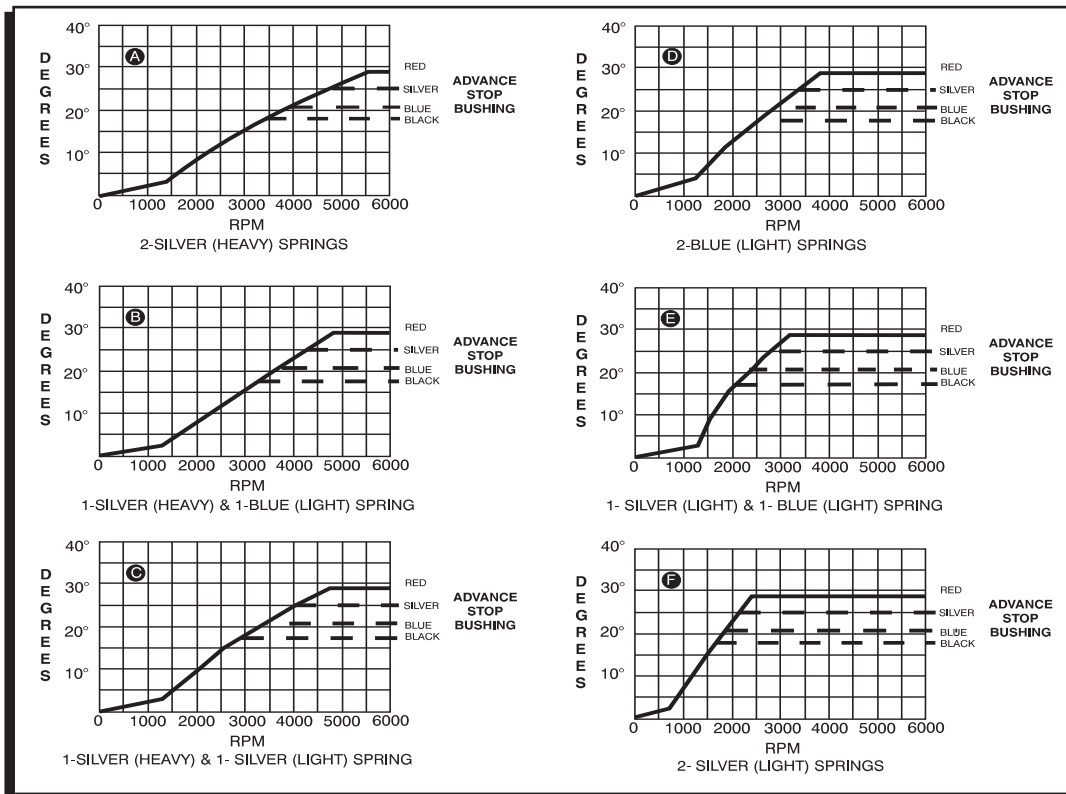 A
40°
30°
20°
10°
DEGREES
0 1000 2000 3000 4000 5000 6000
RPM
RED
SILVER
BLUE
BLACK
ADVANCE
STOP
BUSHING
2-SILVER (HEAVY) SPRINGS
D
40°
30°
20°
10°
DEGREES
0 1000 2000 3000 4000 5000 6000
RPM
RED
SILVER
BLUE
BLACK
ADVANCE
STOP
BUSHING
2-BLUE (LIGHT) SPRINGS
B
40°
30°
20°
10°
DEGREES
0 1000 2000 3000 4000 5000 6000
RPM
RED
SILVER
BLUE
BLACK
ADVANCE
STOP
BUSHING
1-SILVER (HEAVY) & 1-BLUE (LIGHT) SPRING
E
40°
30°
20°
10°
DEGREES
0 1000 2000 3000 4000 5000 6000
RPM
RED
SILVER
BLUE
BLACK
ADVANCE
STOP
BUSHING
1- SILVER (LIGHT) & 1- BLUE (LIGHT) SPRING
C
40°
30°
20°
10°
DEGREES
0 1000 2000 3000 4000 5000 6000
RPM
RED
SILVER
BLUE
BLACK
ADVANCE
STOP
BUSHING
1-SILVER (HEAVY) & 1- SILVER (LIGHT) SPRING
F
40°
30°
20°
10°
DEGREES
0 1000 2000 3000 4000 5000 6000
RPM
RED
SILVER
BLUE
BLACK
ADVANCE
STOP
BUSHING
2- SILVER (LIGHT) SPRINGS